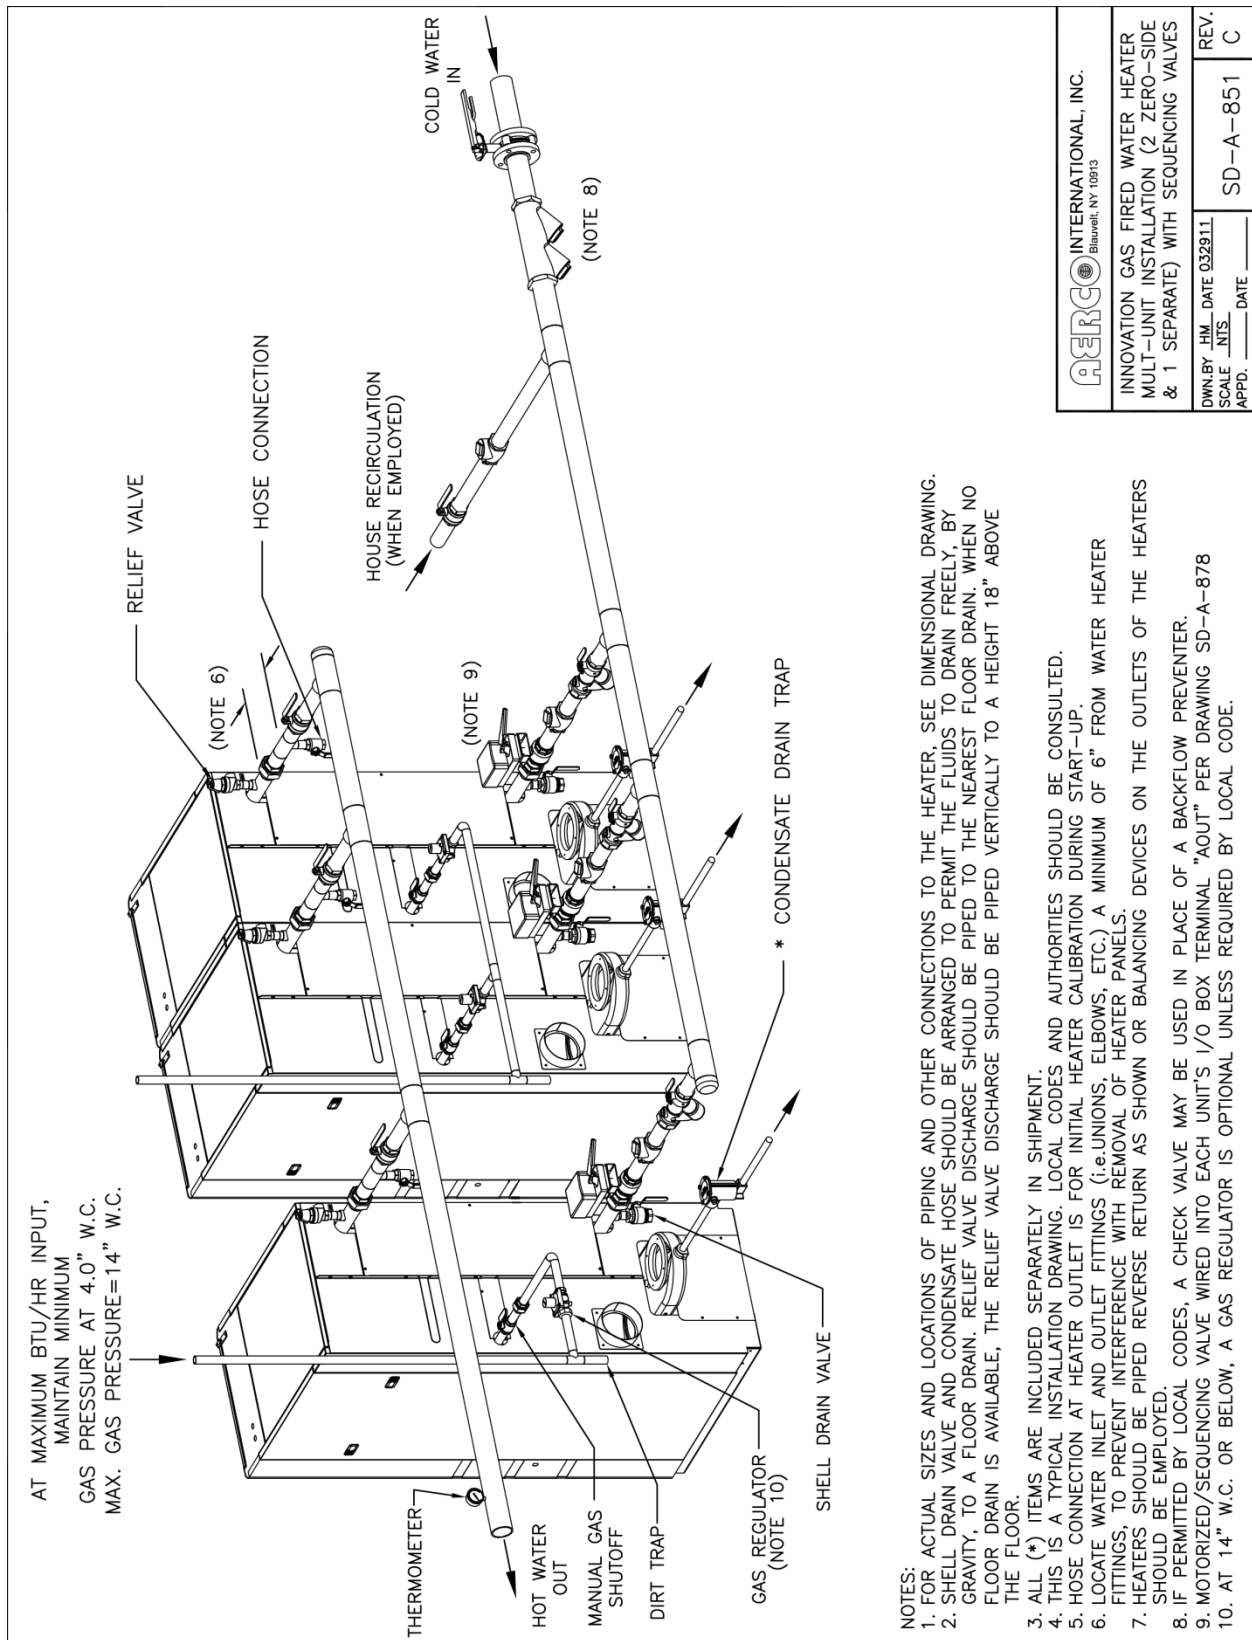 AT MAXIMUM BTU/HR INPUT,
MAINTAIN MINIMUM
GAS PRESSURE AT 4.0" W.C.
MAX. GAS PRESSURE=14" W.C.
RELIEF VALVE
HOSE CONNECTION
(NOTE 6)
COLD WATER
IN
HOUSE RECIRCULATION
(WHEN EMPLOYED)
(NOTE 8)
(NOTE 9)
THERMOMETER
HOT WATER
OUT
MANUAL GAS
SHUTOFF
DIRT TRAP
GAS REGULATOR
(NOTE 10)
SHELL DRAIN VALVE
* CONDENSATE DRAIN TRAP
NOTES:
1. FOR ACTUAL SIZES AND LOCATIONS OF PIPING AND OTHER CONNECTIONS TO THE HEATER, SEE DIMENSIONAL DRAWING.
2. SHELL DRAIN VALVE AND CONDENSATE HOSE SHOULD BE ARRANGED TO PERMIT THE FLUIDS TO DRAIN FREELY, BY
GRAVITY, TO A FLOOR DRAIN. RELIEF VALVE DISCHARGE SHOULD BE PIPED TO THE NEAREST FLOOR DRAIN. WHEN NO
FLOOR DRAIN IS AVAILABLE, THE RELIEF VALVE DISCHARGE SHOULD BE PIPED VERTICALLY TO A HEIGHT 18" ABOVE
THE FLOOR.
3. ALL (*) ITEMS ARE INCLUDED SEPARATELY IN SHIPMENT.
4. THIS IS A TYPICAL INSTALLATION DRAWING. LOCAL CODES AND AUTHORITIES SHOULD BE CONSULTED.
5. HOSE CONNECTION AT HEATER OUTLET IS FOR INITIAL HEATER CALIBRATION DURING START-UP.
6. LOCATE WATER INLET AND OUTLET FITTINGS (i.e.UNIONS, ELBOWS, ETC.) A MINIMUM OF 6" FROM WATER HEATER
FITTINGS, TO PREVENT INTERFERENCE WITH REMOVAL OF HEATER PANELS.
7. HEATERS SHOULD BE PIPED REVERSE RETURN AS SHOWN OR BALANCING DEVICES ON THE OUTLETS OF THE HEATERS
SHOULD BE EMPLOYED.
8. IF PERMITTED BY LOCAL CODES, A CHECK VALVE MAY BE USED IN PLACE OF A BACKFLOW PREVENTER.
9. MOTORIZED/SEQUENCING VALVE WIRED INTO EACH UNIT'S I/O BOX TERMINAL "AOUT" PER DRAWING SD-A-878
10. AT 14" W.C. OR BELOW, A GAS REGULATOR IS OPTIONAL UNLESS REQUIRED BY LOCAL CODE.
AERCO INTERNATIONAL, INC.
Blauvelt, NY 10913
INNOVATION GAS FIRED WATER HEATER
MULT-UNIT INSTALLATION (2 ZERO-SIDE
& 1 SEPARATE) WITH SEQUENCING VALVES
DWN.BY HM DATE 032911
SCALE NTS
APPD. DATE
SD-A-851
REV.
C